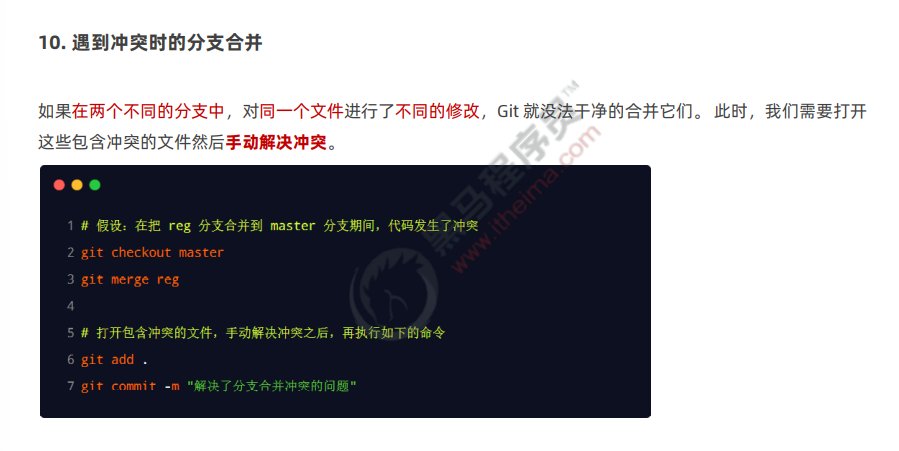 10. 遇到冲突时的分支合并
如果在两个不同的分支中，对同一个文件进行了不同的修改，Git 就没法干净的合并它们。 此时，我们需要打开
这些包含冲突的文件然后手动解决冲突。
1 # 假设：在把 reg 分支合并到 master 分支期间，代码发生了冲突
2 git checkout master
3 git merge reg
4
5 # 打开包含冲突的文件，手动解决冲突之后，再执行如下的命令
6 git add .
7 git commit -m "解决了分支合并冲突的问题"
黑马程序员™
www.itheima.com